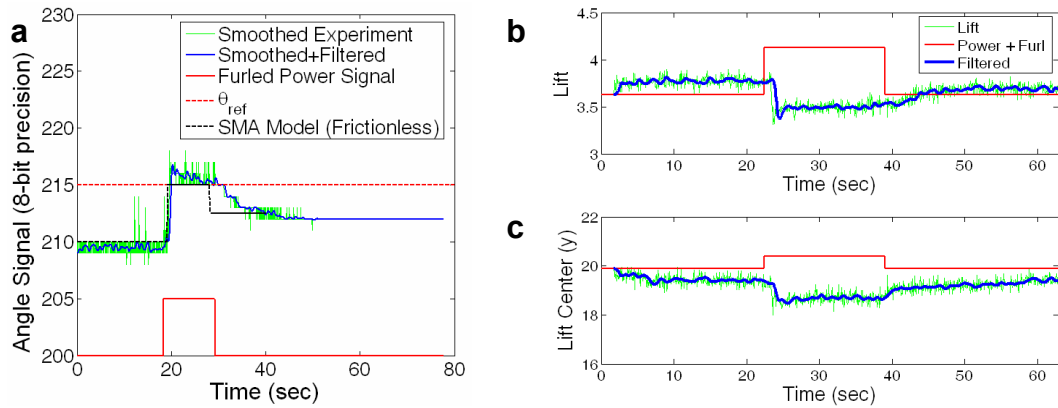 a
230
225
220
215
210
205
200
0 20 40 60 80
Angle Signal (8-bit precision)
Time (sec)
Smoothed Experiment
Smoothed+Filtered
Furled Power Signal
θref
SMA Model (Frictionless)
b
4.5
4
3.5
3
0 10 20 30 40 50 60
Lift
Time (sec)
Lift
Power + Furl
Filtered
c
22
20
18
16
0 10 20 30 40 50 60
Lift Center (y)
Time (sec)